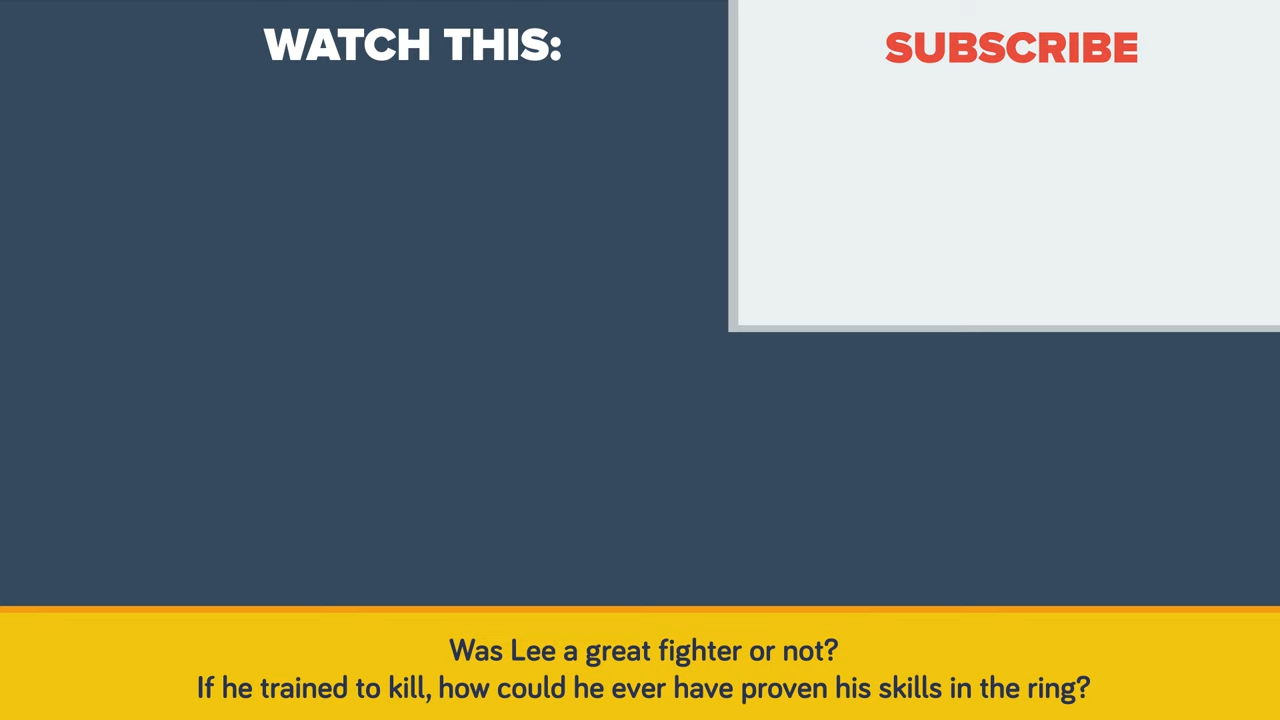 WATCH THIS:
SUBSCRIBE
Was Lee a great fighter or not?
If he trained to kill, how could he ever have proven his skills in the ring?